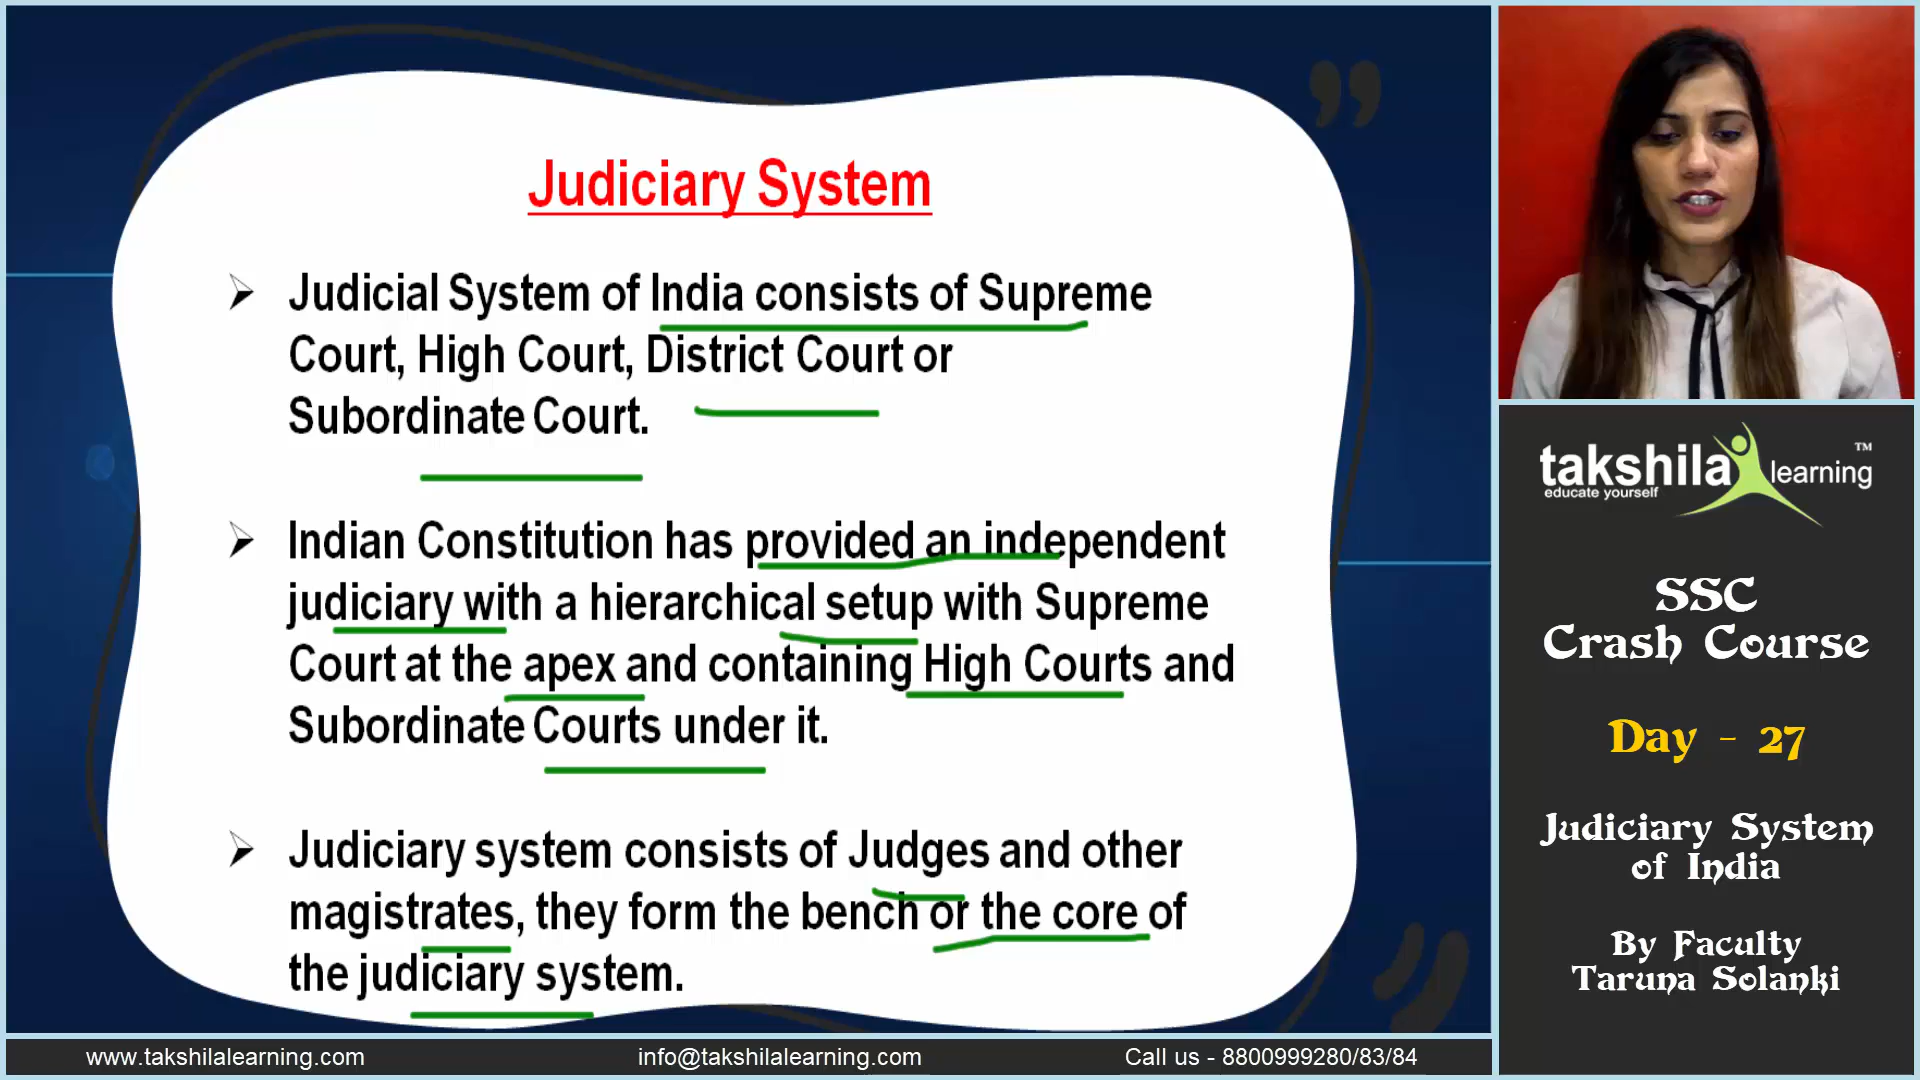 Judiciary System
Judicial System of India consists of Supreme
Court, High Court, District Court or
Subordinate Court.
Indian Constitution has provided an independent
judiciary with a hierarchical setup with Supreme
Court at the apex and containing High Courts and
Subordinate Courts under it.
Judiciary system consists of Judges and other
magistrates, they form the bench or the core of
the judiciary system.
takshila learning TM
educate yourself
SSC
Crash Course
Day - 27
Judiciary System
of India
By Faculty
Taruna Solanki
www.takshilalearning.com
info@takshilalearning.com
Call us - 8800999280/83/84